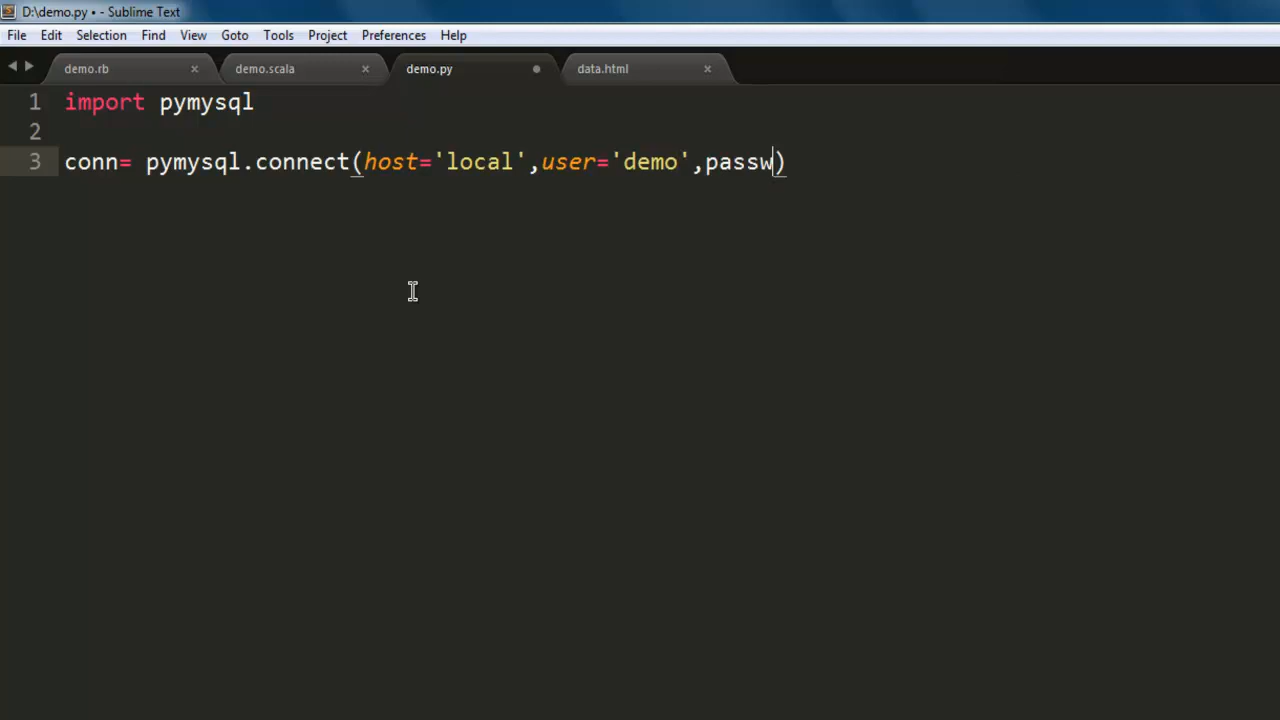 D:\demo.py • - Sublime Text
File Edit Selection Find View Goto Tools Project Preferences Help
demo.rb × demo.scala × demo.py data.html ×
1 import pymysql
2
3 conn= pymysql.connect(host='local',user='demo',passw)